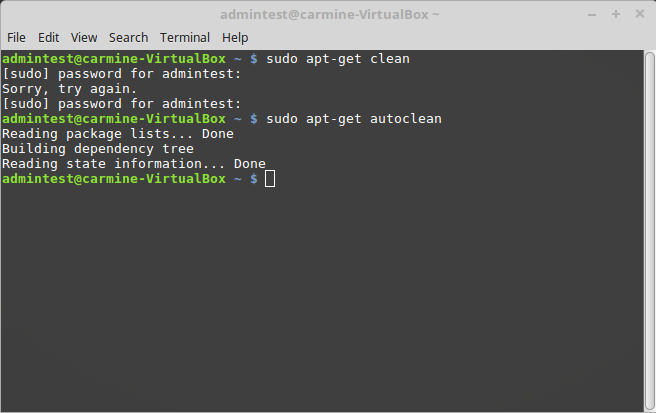 admintest@carmine-VirtualBox ~
File Edit View Search Terminal Help
admintest@carmine-VirtualBox ~ $ sudo apt-get clean
[sudo] password for admintest:
Sorry, try again.
[sudo] password for admintest:
admintest@carmine-VirtualBox ~ $ sudo apt-get autoclean
Reading package lists... Done
Building dependency tree
Reading state information... Done
admintest@carmine-VirtualBox ~ $